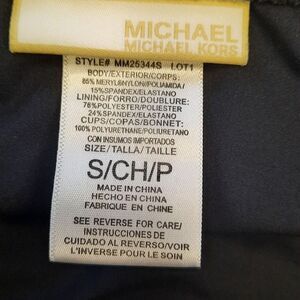 MICHAEL
MICHAEL KORS
STYLE# MM25344S LOT1
BODY/EXTERIOR/CORPS:
85% MERYL®NYLON/POLIAMIDA/
15%SPANDEX/ELASTANO
LINING/FORRO/DOUBLURE:
76%POLYESTER/POLIESTER
24%SPANDEX/ELASTANO
CUPS/COPAS/BONNET:
100% POLYURETHANE/POLIURETANO
CON INSUMOS IMPORTADOS
SIZE/TALLA/TAILLE
S/CH/P
MADE IN CHINA
HECHO EN CHINA
FABRIQUE EN CHINE
SEE REVERSE FOR CARE/
INSTRUCCIONES DE
CUIDADO AL REVERSO/VOIR
L'INVERSE POUR LE SOIN